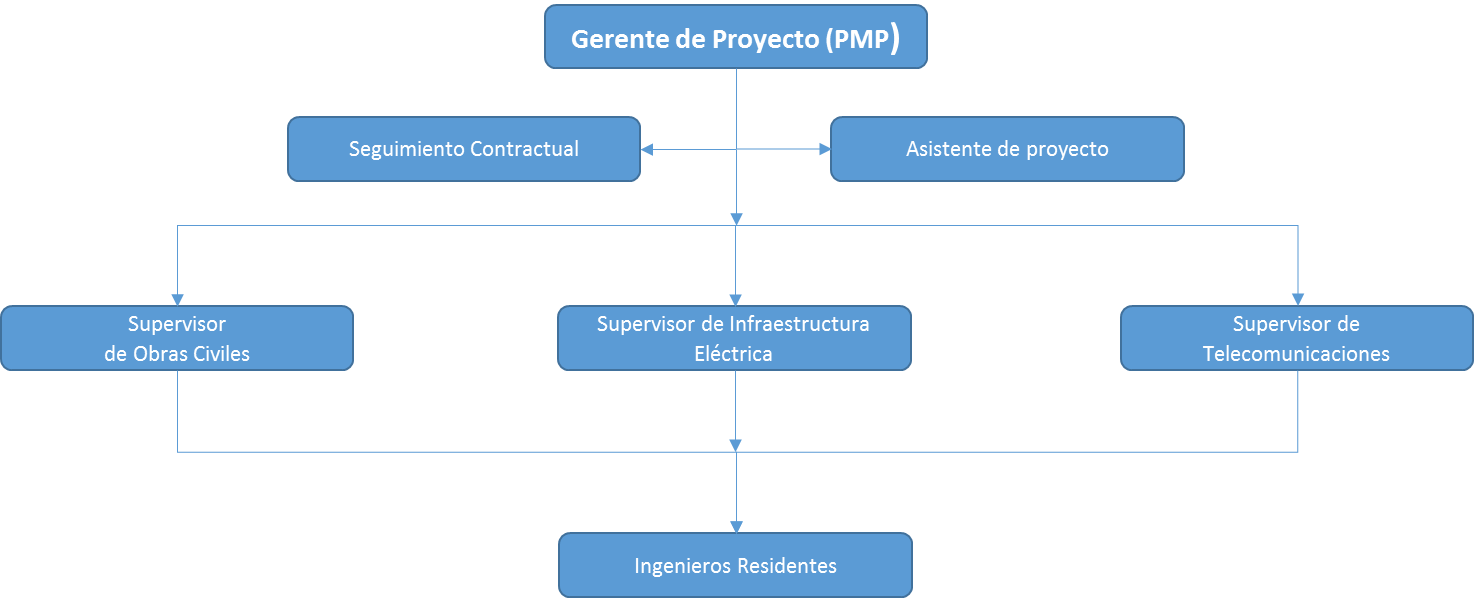 Gerente de Proyecto (PMP)
Seguimiento Contractual
Asistente de proyecto
Supervisor
de Obras Civiles
Supervisor de Infraestructura
Eléctrica
Supervisor de
Telecomunicaciones
Ingenieros Residentes